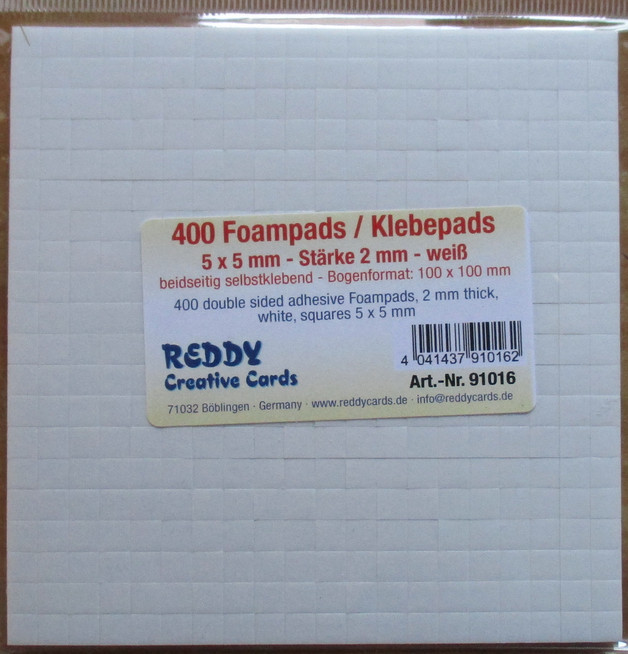 400 Foampads / Klebepads
5 x 5 mm - Stärke 2 mm - weiß
beidseitig selbstklebend - Bogenformat: 100 x 100 mm
400 double sided adhesive Foampads, 2 mm thick,
white, squares 5 x 5 mm
REDDY
Creative Cards
4 041437 910162
Art.-Nr. 91016
71032 Böblingen · Germany · www.reddycards.de · info@reddycards.de